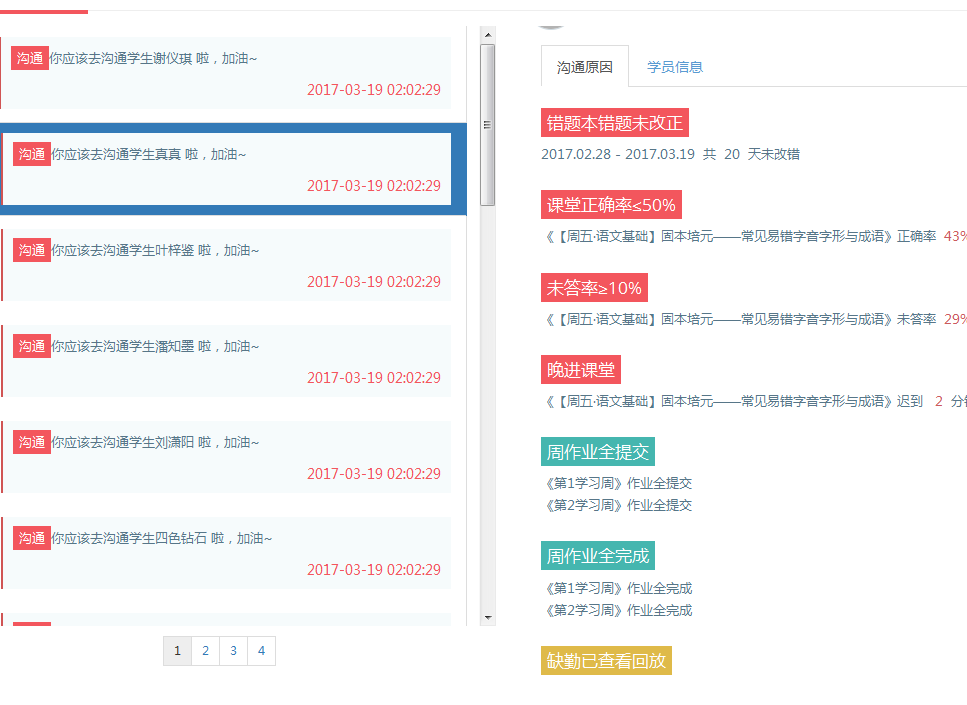 沟通 你应该去沟通学生谢仪琪 啦，加油~
2017-03-19 02:02:29
沟通 你应该去沟通学生真真 啦，加油~
2017-03-19 02:02:29
沟通 你应该去沟通学生叶梓鉴 啦，加油~
2017-03-19 02:02:29
沟通 你应该去沟通学生潘知墨 啦，加油~
2017-03-19 02:02:29
沟通 你应该去沟通学生刘潇阳 啦，加油~
2017-03-19 02:02:29
沟通 你应该去沟通学生四色钻石 啦，加油~
2017-03-19 02:02:29
1 2 3 4
沟通原因 学员信息
错题本错题未改正
2017.02.28 - 2017.03.19 共 20 天未改错
课堂正确率≤50%
《【周五·语文基础】固本培元——常见易错字音字形与成语》正确率 43%
未答率≥10%
《【周五·语文基础】固本培元——常见易错字音字形与成语》未答率 29%
晚进课堂
《【周五·语文基础】固本培元——常见易错字音字形与成语》迟到 2 分
周作业全提交
《第1学习周》作业全提交
《第2学习周》作业全提交
周作业全完成
《第1学习周》作业全完成
《第2学习周》作业全完成
缺勤已查看回放